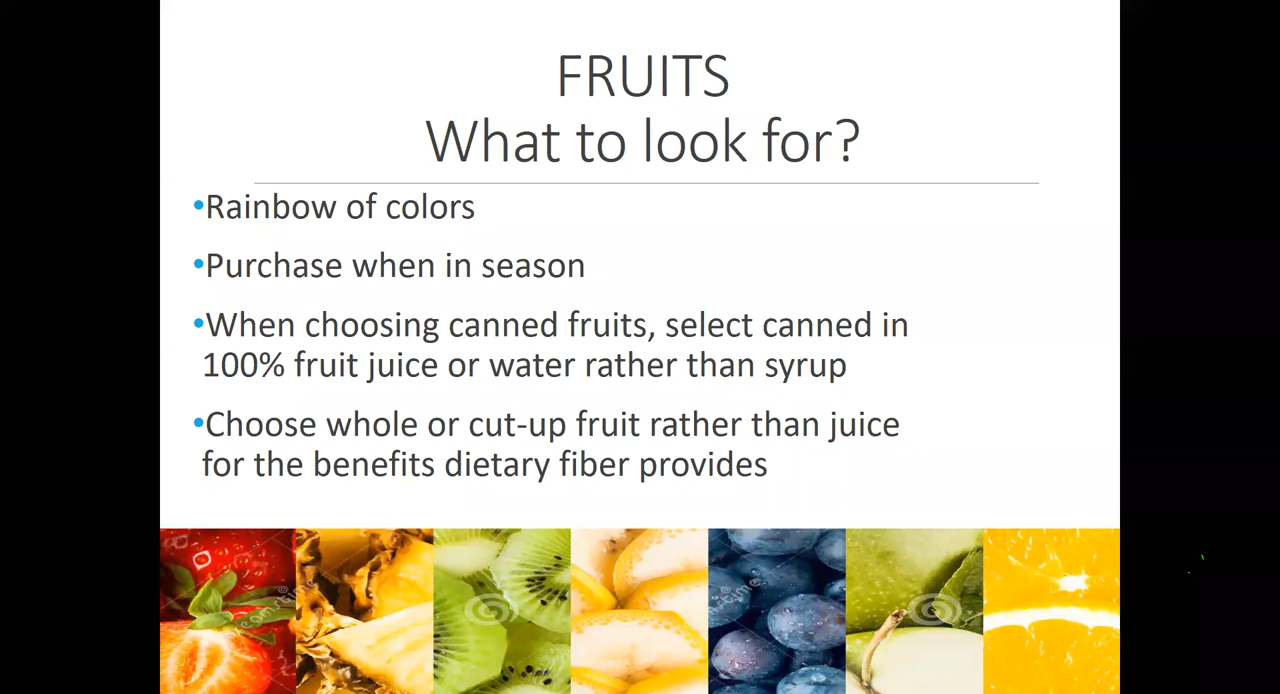 FRUITS
What to look for?
•Rainbow of colors
•Purchase when in season
•When choosing canned fruits, select canned in
100% fruit juice or water rather than syrup
•Choose whole or cut-up fruit rather than juice
for the benefits dietary fiber provides